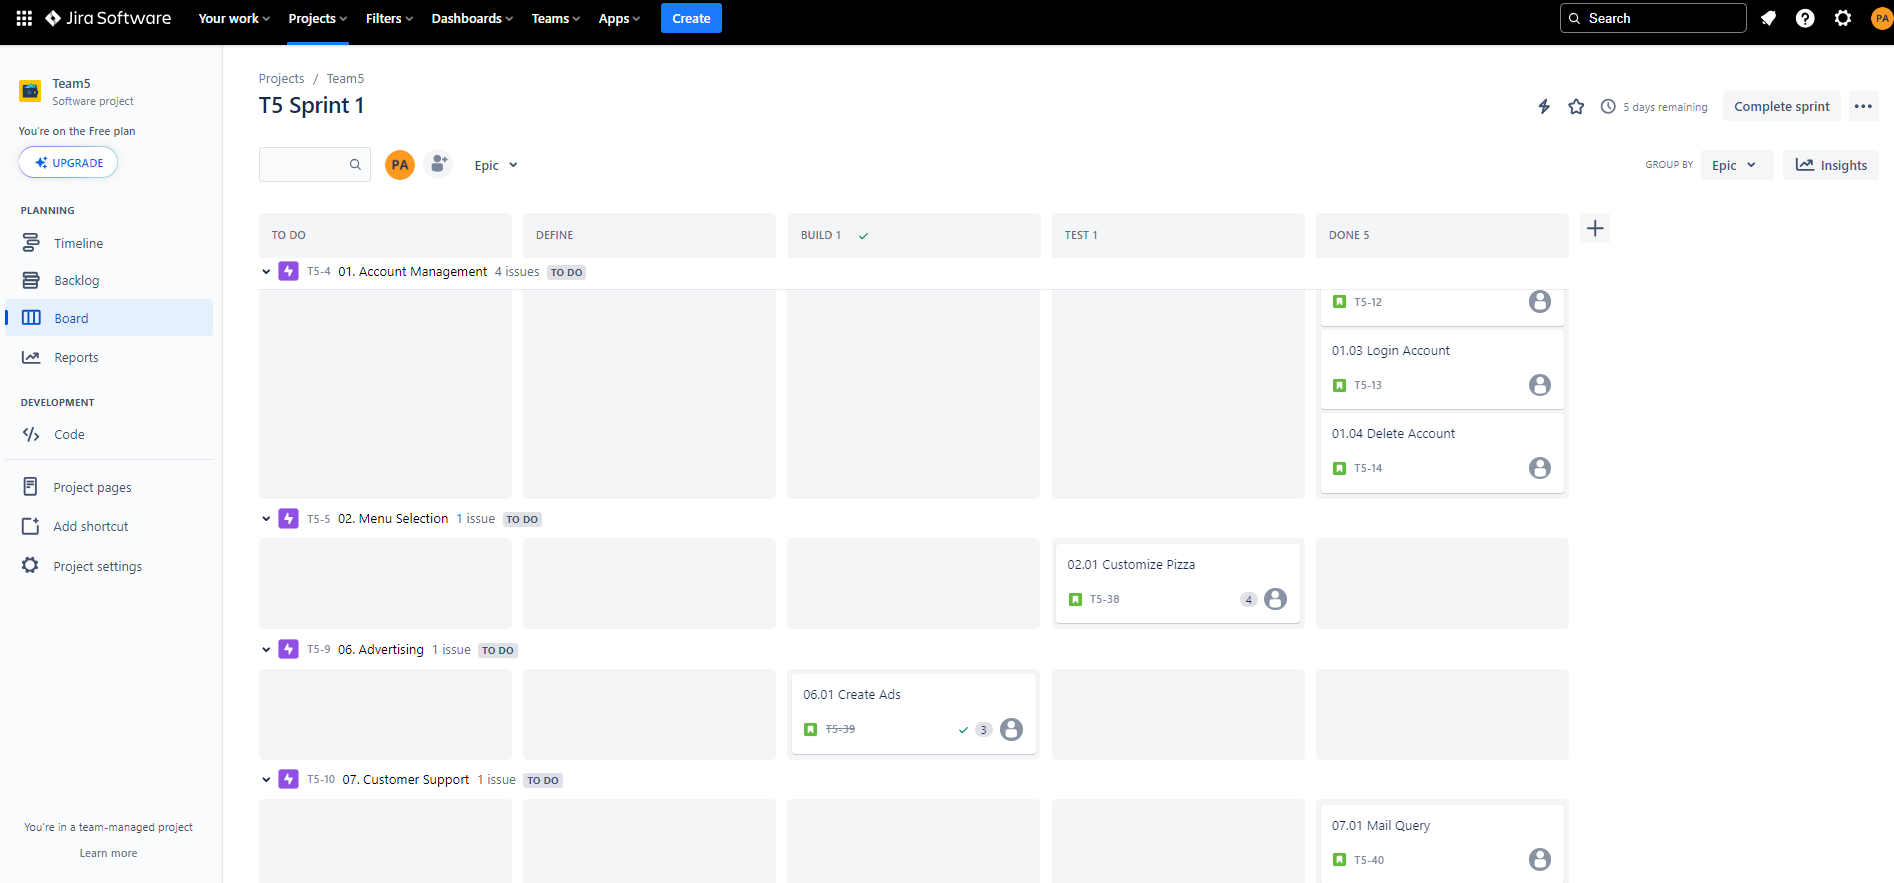 Jira Software
Your work
Projects
Filters
Dashboards
Teams
Apps
Create
Search
PA
Team5
Software project
You're on the Free plan
UPGRADE
PLANNING
Timeline
Backlog
Board
Reports
DEVELOPMENT
Code
Project pages
Add shortcut
Project settings
You're in a team-managed project
Learn more
Projects / Team5
T5 Sprint 1
5 days remaining
Complete sprint
PA
Epic
GROUP BY
Epic
Insights
TO DO
DEFINE
BUILD 1
TEST 1
DONE 5
T5-4 01. Account Management 4 issues TO DO
T5-12
01.03 Login Account
T5-13
01.04 Delete Account
T5-14
T5-5 02. Menu Selection 1 issue TO DO
02.01 Customize Pizza
T5-38 4
T5-9 06. Advertising 1 issue TO DO
06.01 Create Ads
T5-39 3
T5-10 07. Customer Support 1 issue TO DO
07.01 Mail Query
T5-40